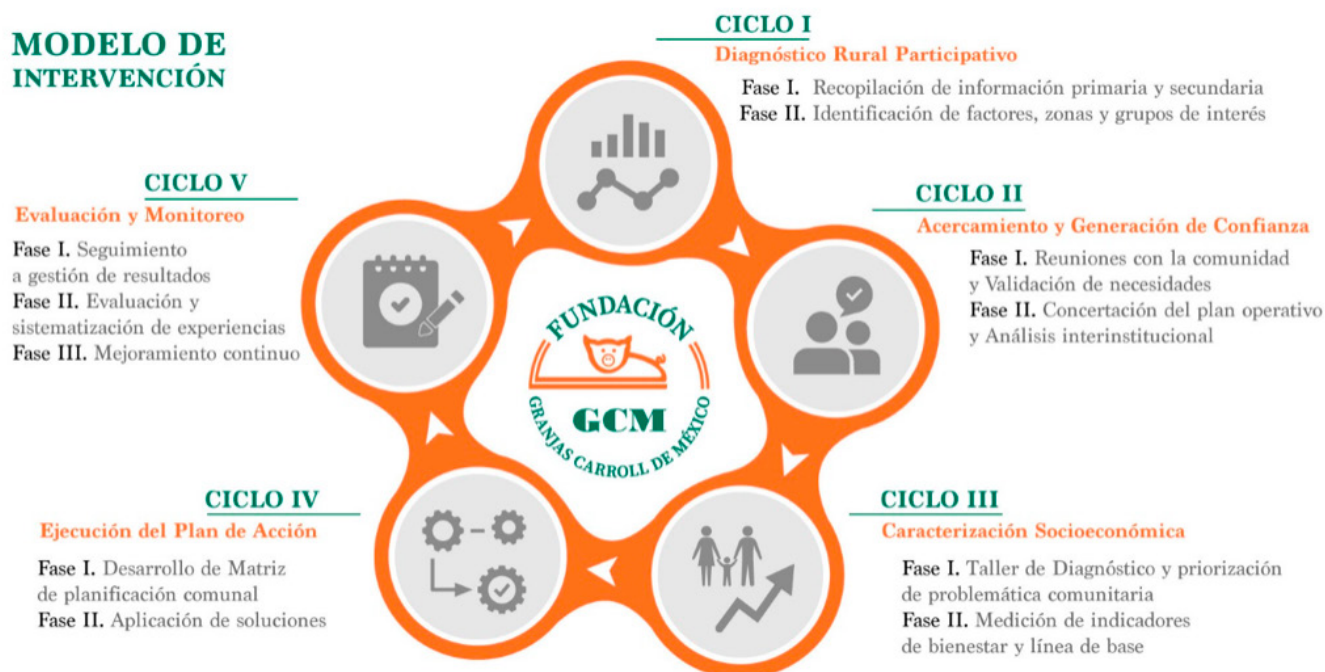 MODELO DE
INTERVENCIÓN
CICLO I
Diagnóstico Rural Participativo
Fase I. Recopilación de información primaria y secundaria
Fase II. Identificación de factores, zonas y grupos de interés
CICLO II
Acercamiento y Generación de Confianza
Fase I. Reuniones con la comunidad
y Validación de necesidades
Fase II. Concertación del plan operativo
y Análisis interinstitucional
CICLO III
Caracterización Socioeconómica
Fase I. Taller de Diagnóstico y priorización
de problemática comunitaria
Fase II. Medición de indicadores
de bienestar y línea de base
CICLO IV
Ejecución del Plan de Acción
Fase I. Desarrollo de Matriz
de planificación comunal
Fase II. Aplicación de soluciones
CICLO V
Evaluación y Monitoreo
Fase I. Seguimiento
a gestión de resultados
Fase II. Evaluación y
sistematización de experiencias
Fase III. Mejoramiento continuo
FUNDACIÓN
GCM
GRANJAS CARROLL DE MÉXICO